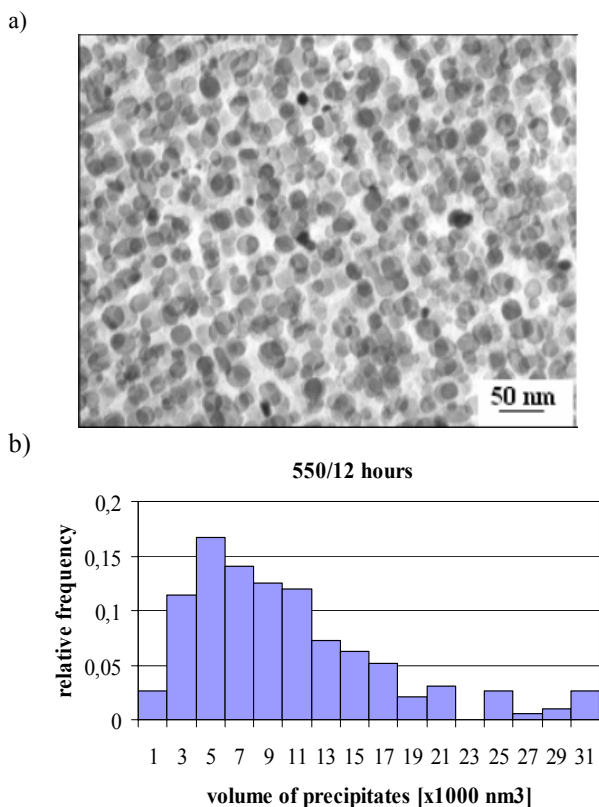 a)
50 nm
b)
550/12 hours
relative frequency
0,2
0,15
0,1
0,05
0
1 3 5 7 9 11 13 15 17 19 21 23 25 27 29 31
volume of precipitates [x1000 nm3]